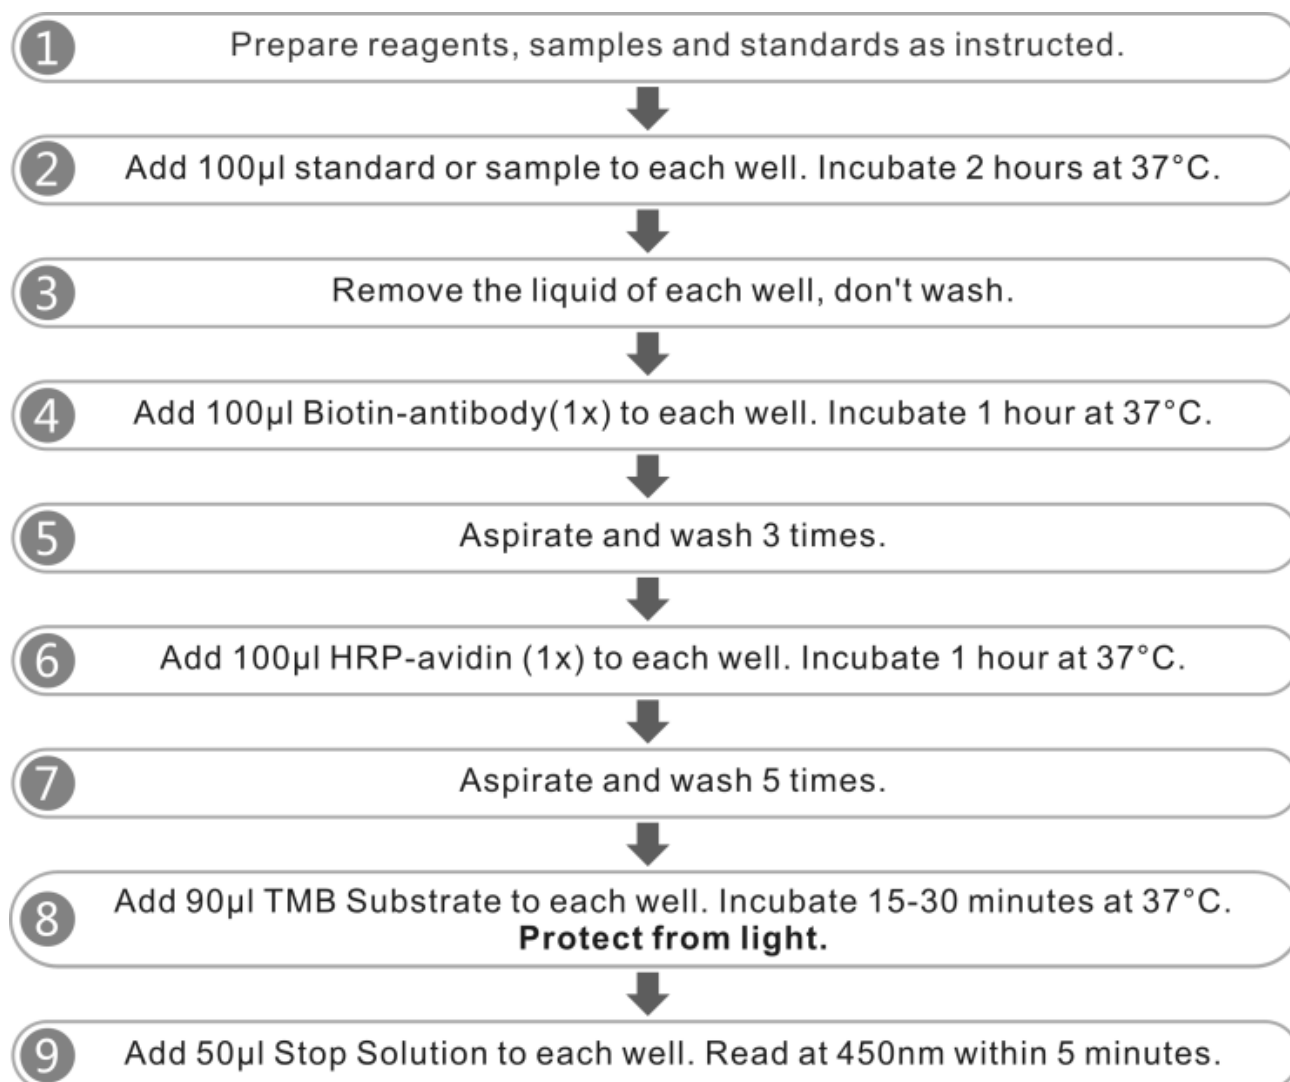 1 Prepare reagents, samples and standards as instructed.
2 Add 100µl standard or sample to each well. Incubate 2 hours at 37°C.
3 Remove the liquid of each well, don't wash.
4 Add 100µl Biotin-antibody(1x) to each well. Incubate 1 hour at 37°C.
5 Aspirate and wash 3 times.
6 Add 100µl HRP-avidin (1x) to each well. Incubate 1 hour at 37°C.
7 Aspirate and wash 5 times.
8 Add 90µl TMB Substrate to each well. Incubate 15-30 minutes at 37°C.
Protect from light.
9 Add 50µl Stop Solution to each well. Read at 450nm within 5 minutes.